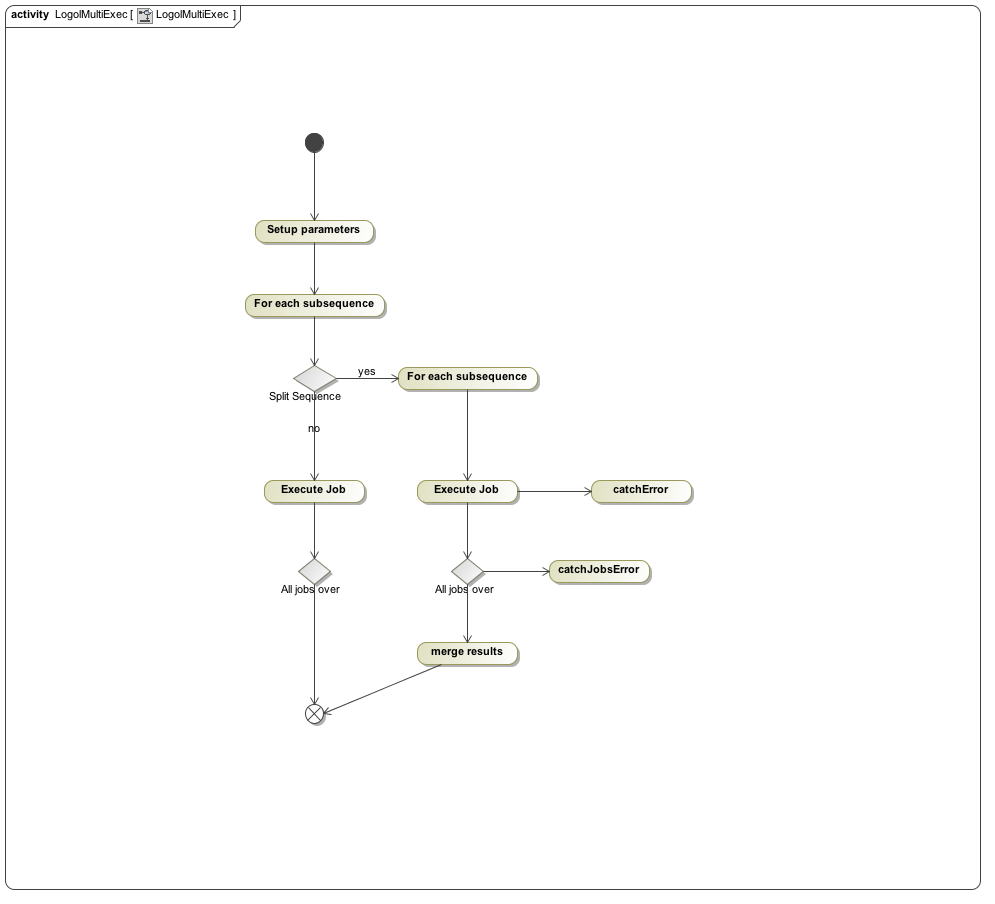 activity LogolMultiExec [ LogolMultiExec ]
Setup parameters
For each subsequence
yes
For each subsequence
Split Sequence
no
Execute Job
Execute Job
catchError
catchJobsError
All jobs over
All jobs over
merge results